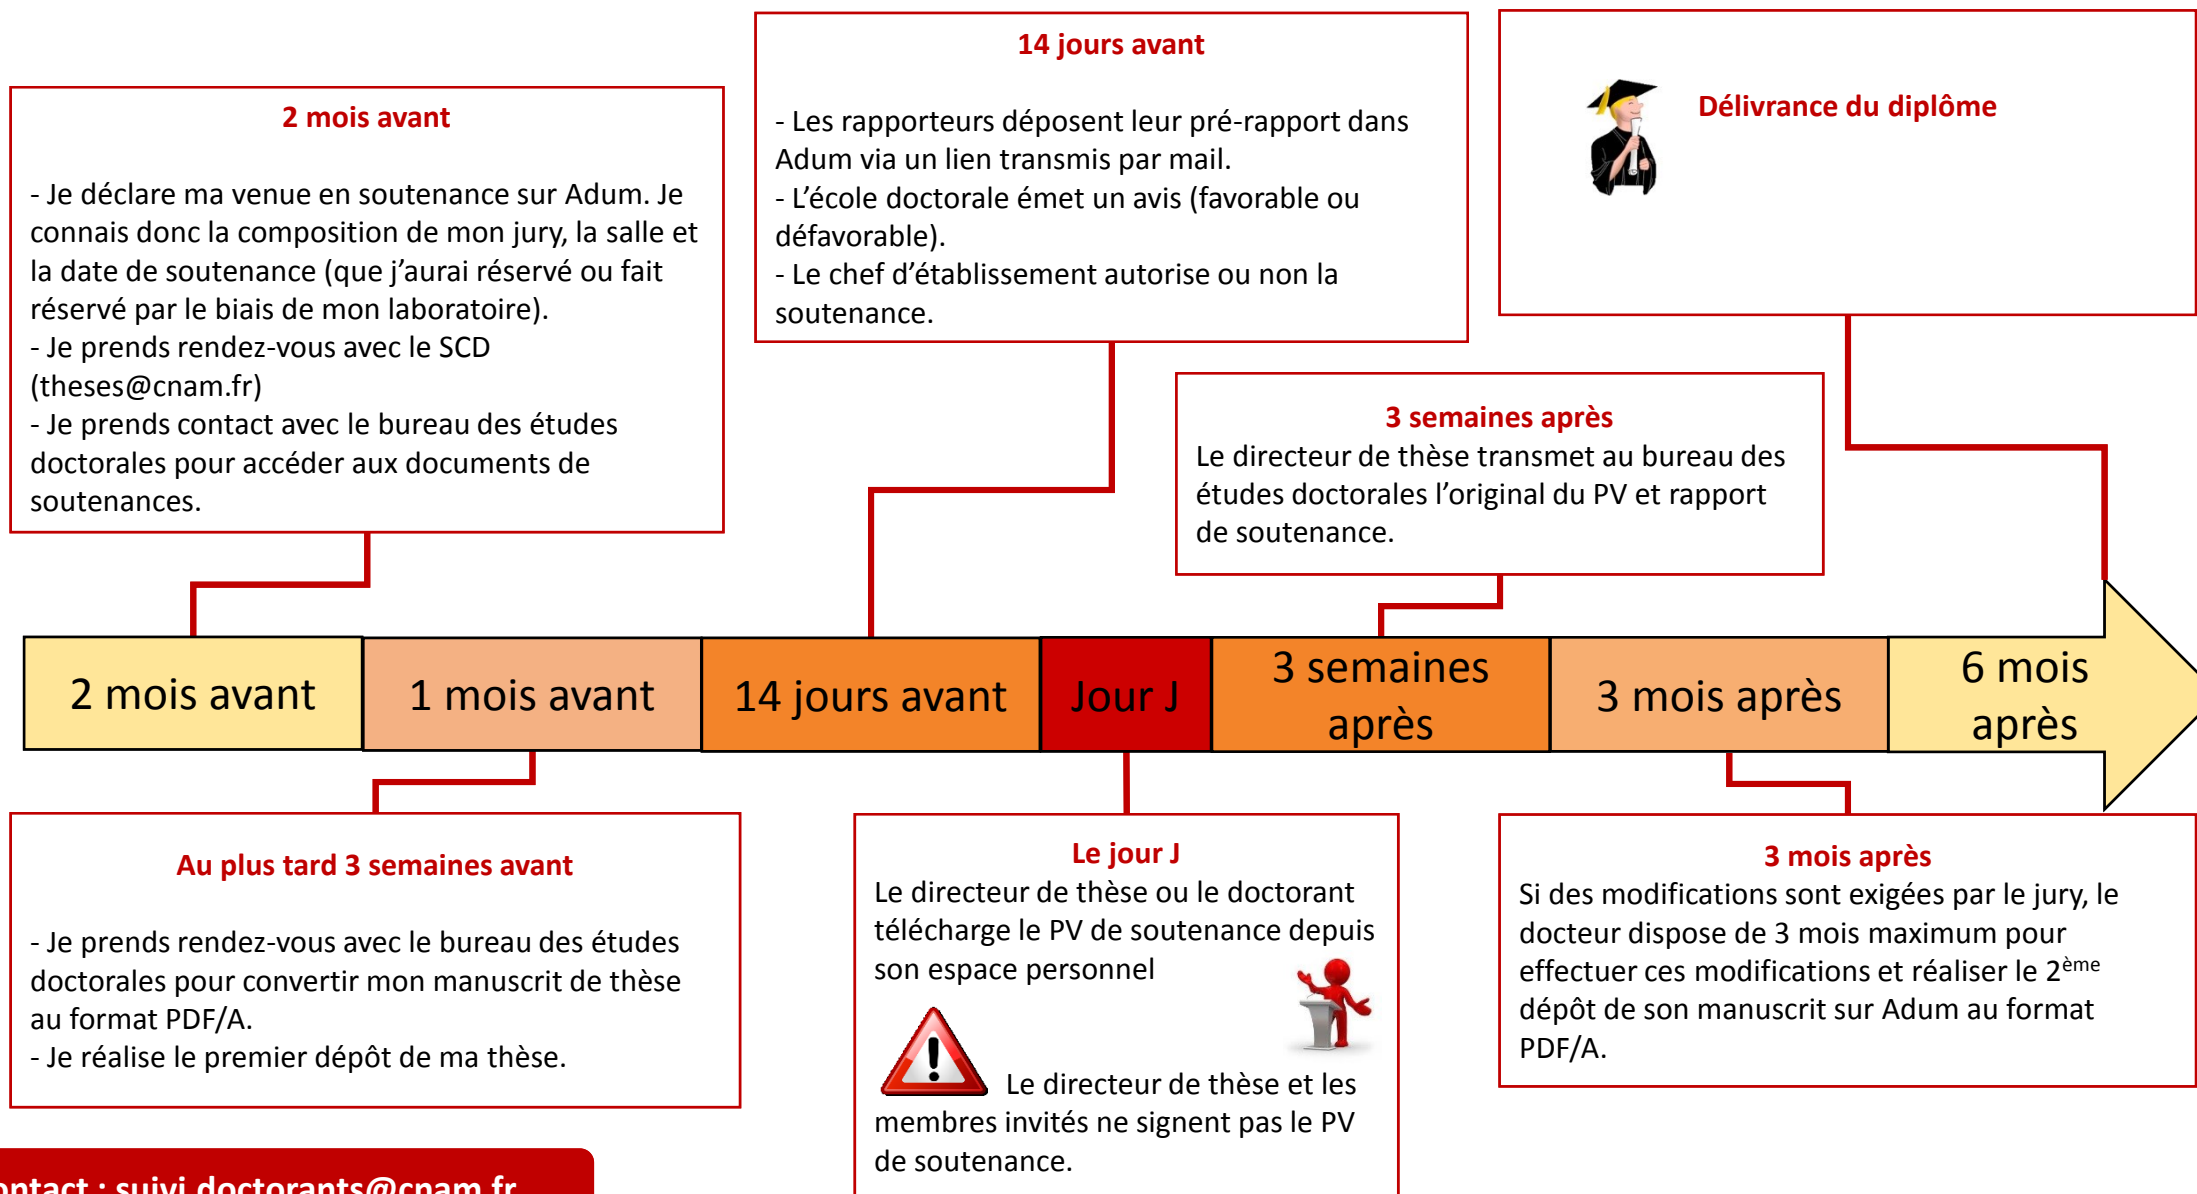 2 mois avant
- Je déclare ma venue en soutenance sur Adum. Je
connais donc la composition de mon jury, la salle et
la date de soutenance (que j’aurai réservé ou fait
réservé par le biais de mon laboratoire).
- Je prends rendez-vous avec le SCD
(theses@cnam.fr)
- Je prends contact avec le bureau des études
doctorales pour accéder aux documents de
soutenances.
14 jours avant
- Les rapporteurs déposent leur pré-rapport dans
Adum via un lien transmis par mail.
- L’école doctorale émet un avis (favorable ou
défavorable).
- Le chef d’établissement autorise ou non la
soutenance.
Délivrance du diplôme
3 semaines après
Le directeur de thèse transmet au bureau des
études doctorales l’original du PV et rapport
de soutenance.
2 mois avant
1 mois avant
14 jours avant
Jour J
3 semaines
après
3 mois après
6 mois
après
Au plus tard 3 semaines avant
- Je prends rendez-vous avec le bureau des études
doctorales pour convertir mon manuscrit de thèse
au format PDF/A.
- Je réalise le premier dépôt de ma thèse.
Le jour J
Le directeur de thèse ou le doctorant
télécharge le PV de soutenance depuis
son espace personnel
Le directeur de thèse et les
membres invités ne signent pas le PV
de soutenance.
3 mois après
Si des modifications sont exigées par le jury, le
docteur dispose de 3 mois maximum pour
effectuer ces modifications et réaliser le 2ème
dépôt de son manuscrit sur Adum au format
PDF/A.
ontact : suivi.doctorants@cnam.fr